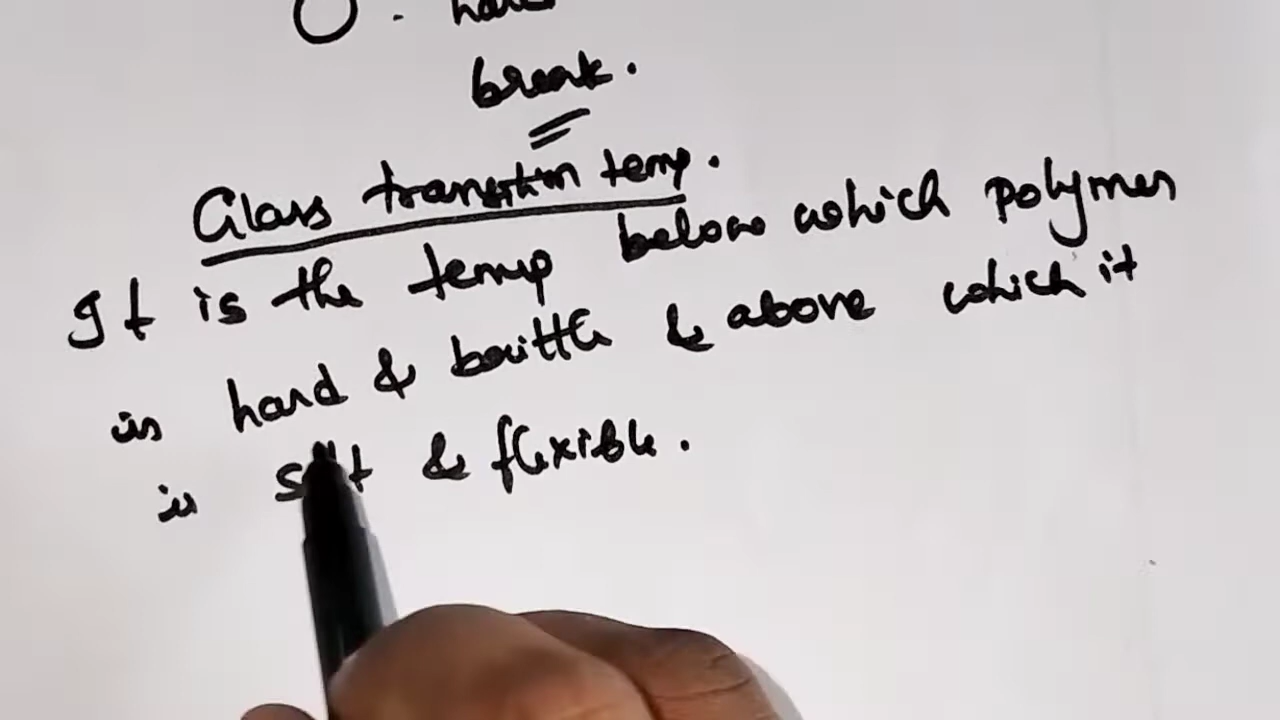 break.
Glass transition temp.
It is the temp below which polymer
is hard & brittle & above which it
is soft & flexible.